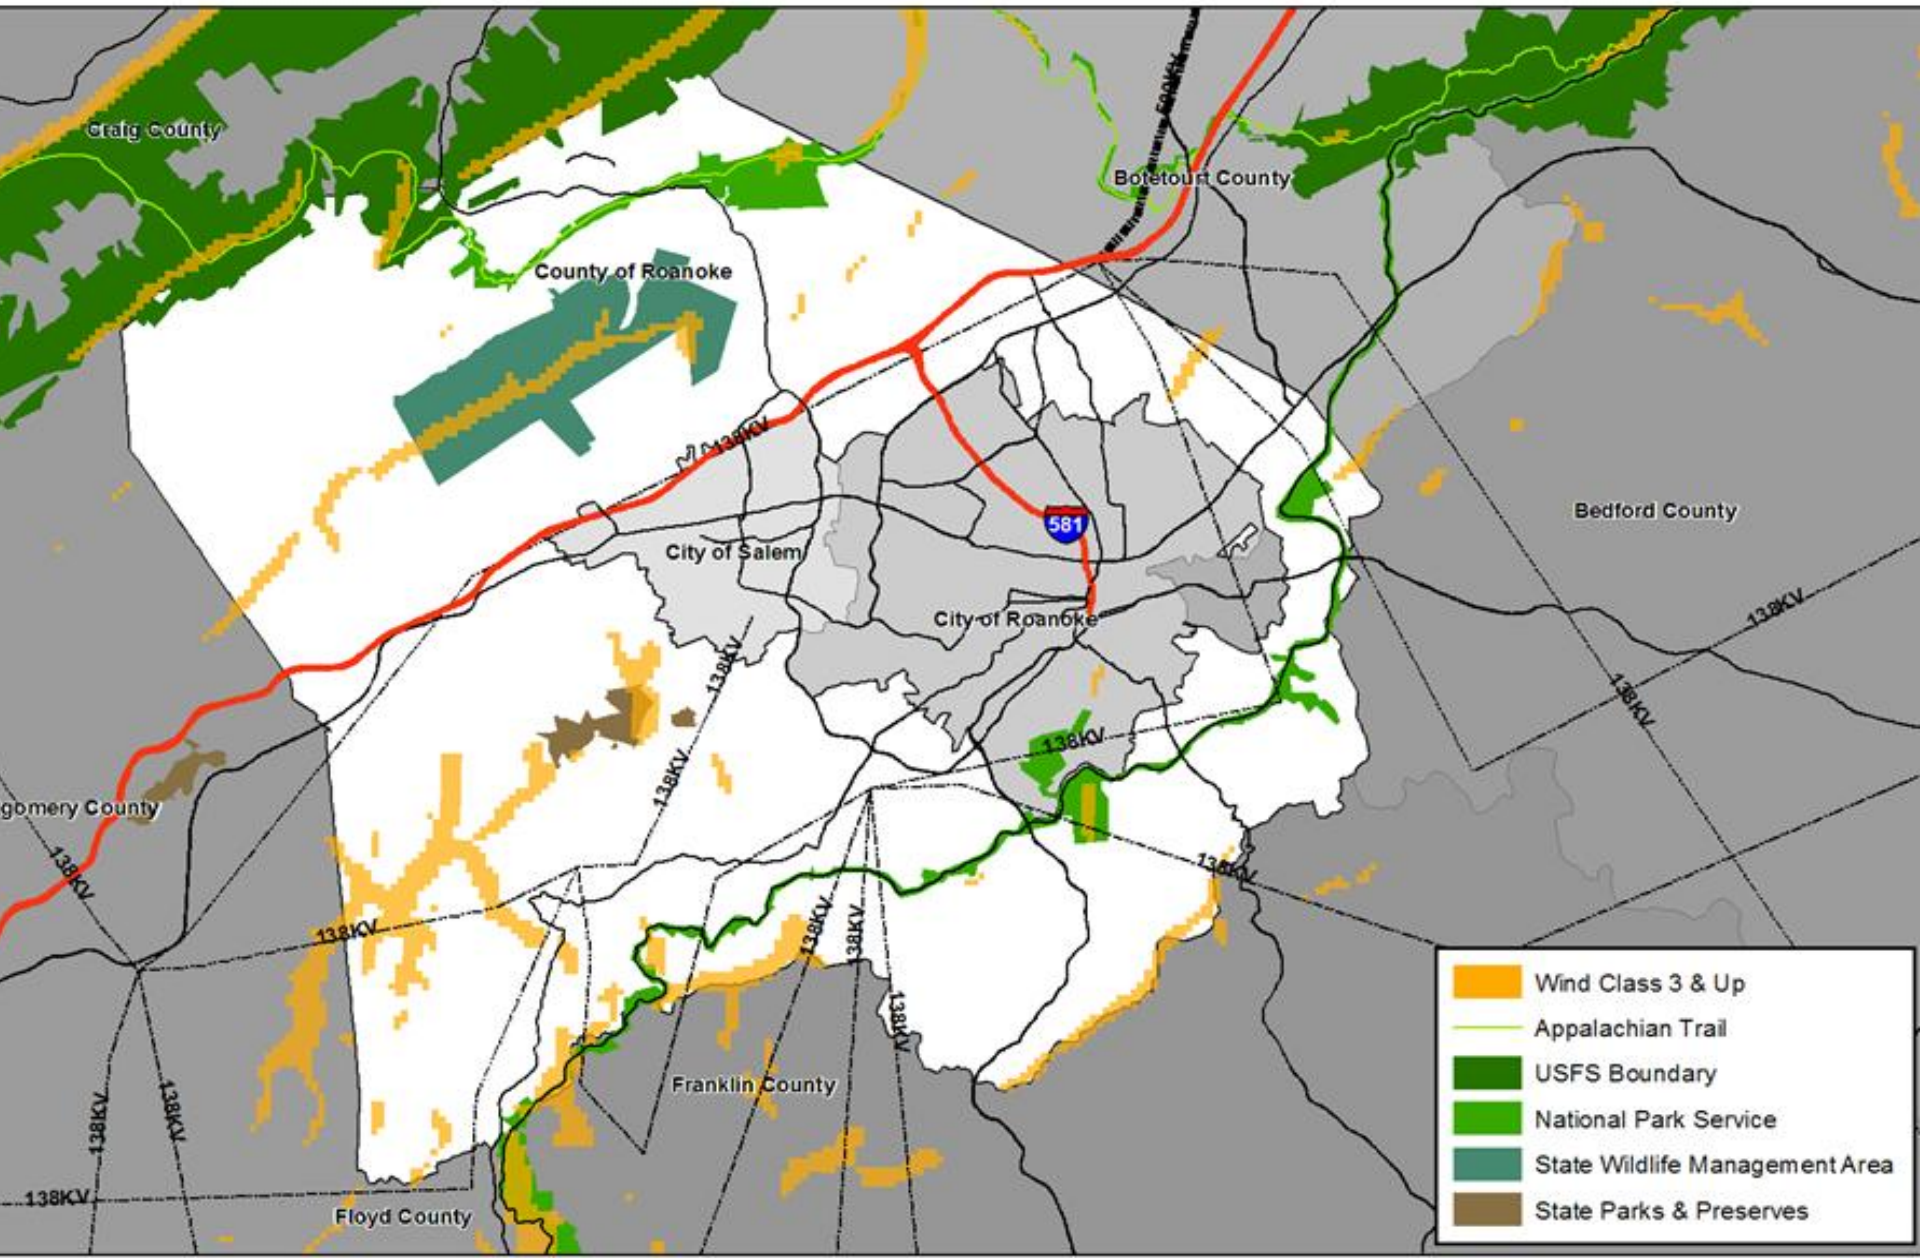 500KV
Craig County
Botetourt County
County of Roanoke
138KV
581
Bedford County
City of Salem
138KV
City of Roanoke
138KV
138KV
138KV
138KV
gomery County
138KV
138KV
138KV
138KV
138KV
138KV
Franklin County
138KV
138KV
138KV
Floyd County
Wind Class 3 & Up
Appalachian Trail
USFS Boundary
National Park Service
State Wildlife Management Area
State Parks & Preserves